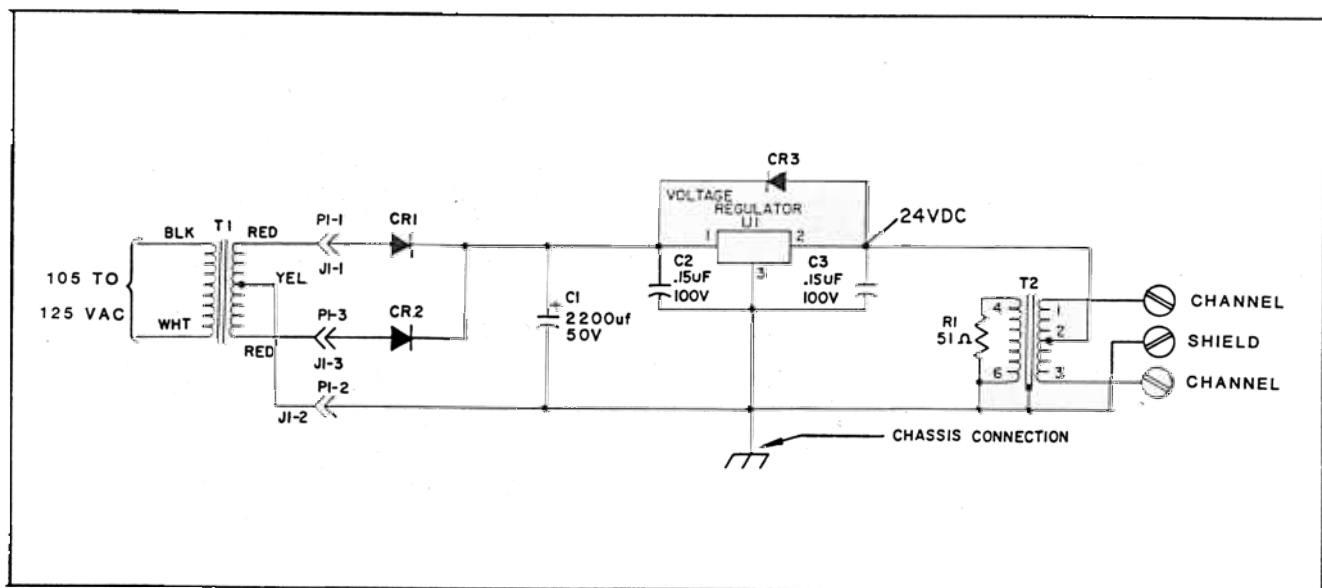 CR3
VOLTAGE
REGULATOR
U1
1
2
3
24VDC
BLK
T1
RED
P1-1
CR1
J1-1
YEL
105 TO
125 VAC
WHT
RED
P1-3
CR2
J1-3
P1-2
J1-2
C1
+
2200uf
50V
C2
.15uF
100V
C3
.15uF
100V
T2
R1
51 Ω
4
6
1
2
3
CHANNEL
SHIELD
CHANNEL
CHASSIS CONNECTION